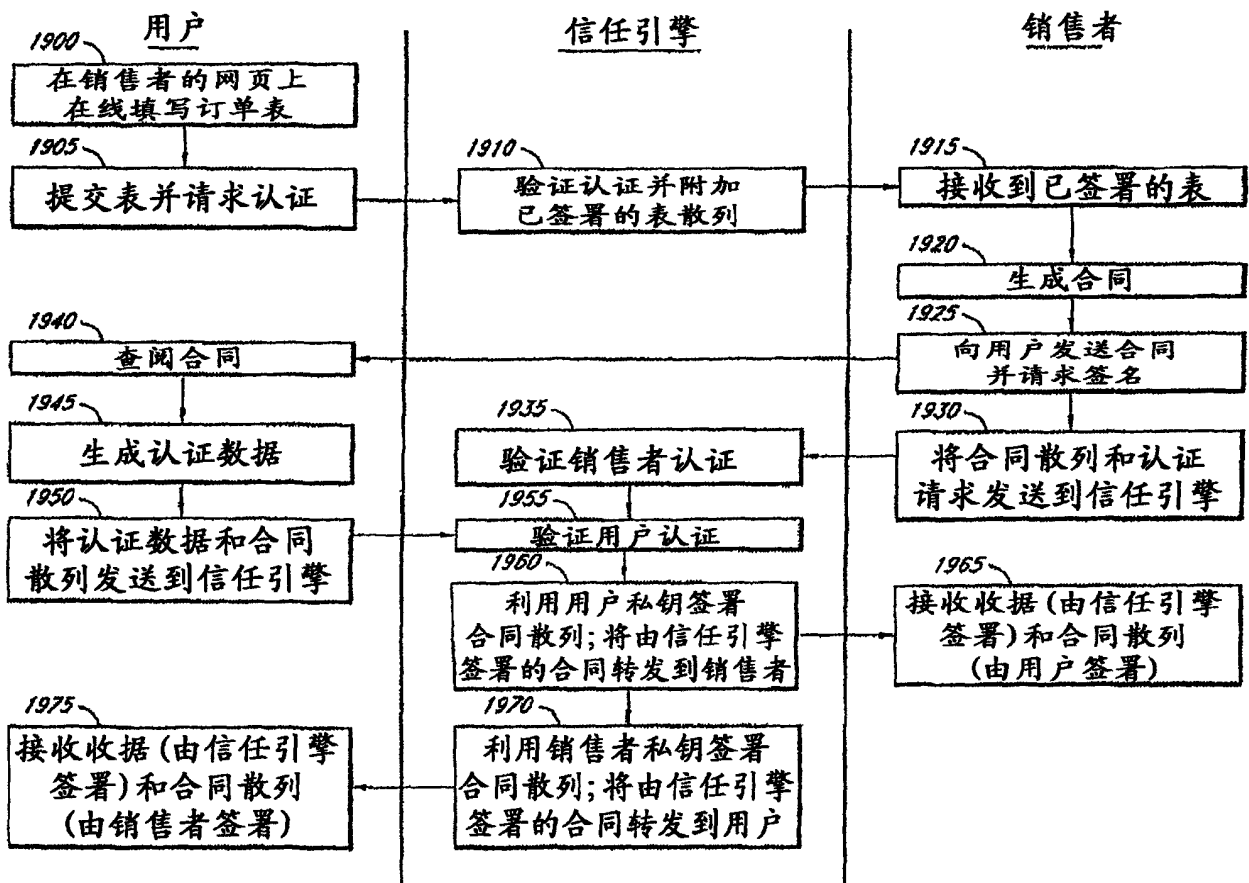 用户
信任引擎
销售者
1900
在销售者的网页上
在线填写订单表
1905
提交表并请求认证
1910
验证认证并附加
已签署的表散列
1915
接收到已签署的表
1920
生成合同
1925
向用户发送合同
并请求签名
1930
将合同散列和认证
请求发送到信任引擎
1935
验证销售者认证
1940
查阅合同
1945
生成认证数据
1950
将认证数据和合同
散列发送到信任引擎
1955
验证用户认证
1960
利用用户私钥签署
合同散列;将由信任引擎
签署的合同转发到销售者
1965
接收收据(由信任引擎
签署)和合同散列
(由用户签署)
1970
利用销售者私钥签署
合同散列;将由信任引擎
签署的合同转发到用户
1975
接收收据(由信任引擎
签署)和合同散列
(由销售者签署)